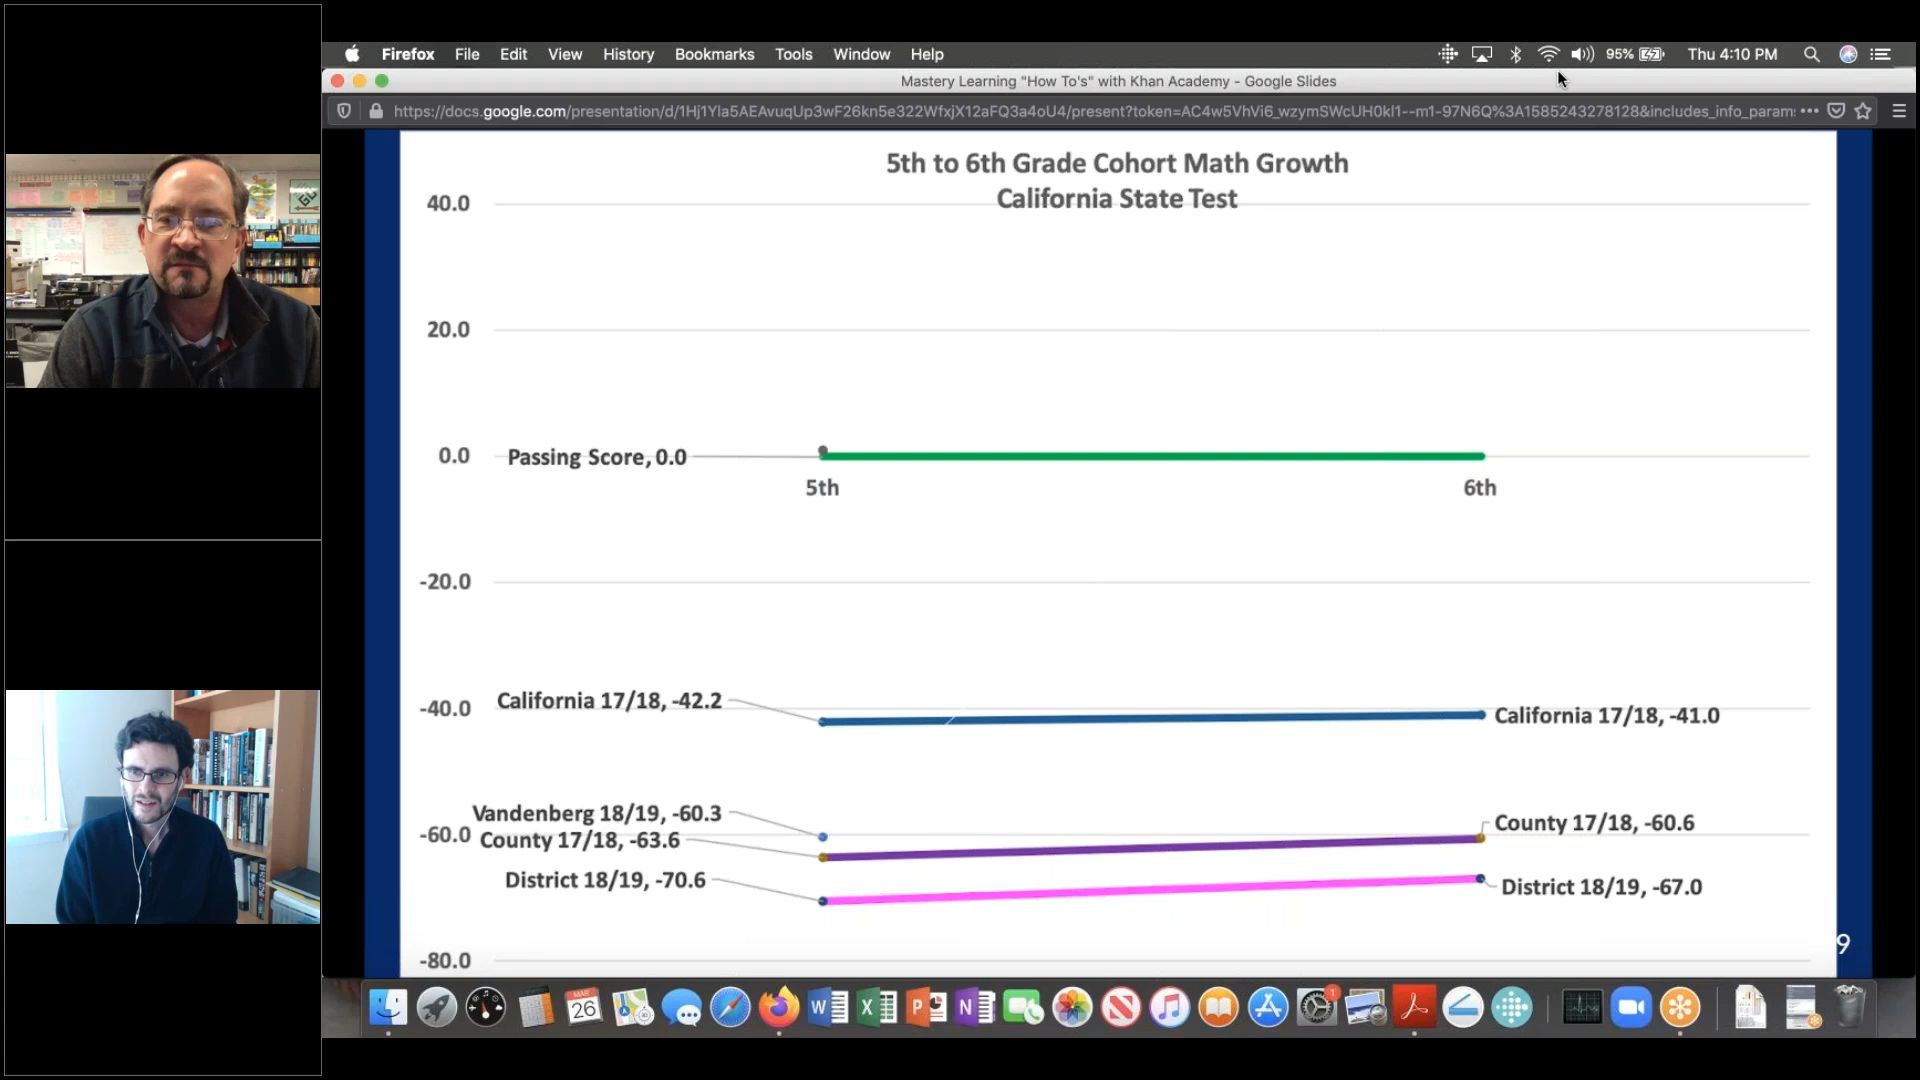 Firefox File Edit View History Bookmarks Tools Window Help 95% Thu 4:10 PM
Mastery Learning "How To's" with Khan Academy - Google Slides
https://docs.google.com/presentation/d/1Hj1Yla5AEAvuqUp3wF26kn5e322WfxjX12aFQ3a4oU4/present?token=AC4w5VhVi6_wzymSWcUH0kI1--m1-97N6Q%3A1585243278128&includes_info_param
5th to 6th Grade Cohort Math Growth
California State Test
40.0
20.0
0.0
Passing Score, 0.0
5th
6th
-20.0
-40.0
California 17/18, -42.2
California 17/18, -41.0
Vandenberg 18/19, -60.3
County 17/18, -60.6
-60.0
County 17/18, -63.6
District 18/19, -70.6
District 18/19, -67.0
9
-80.0
MAR
26
W X P N
1